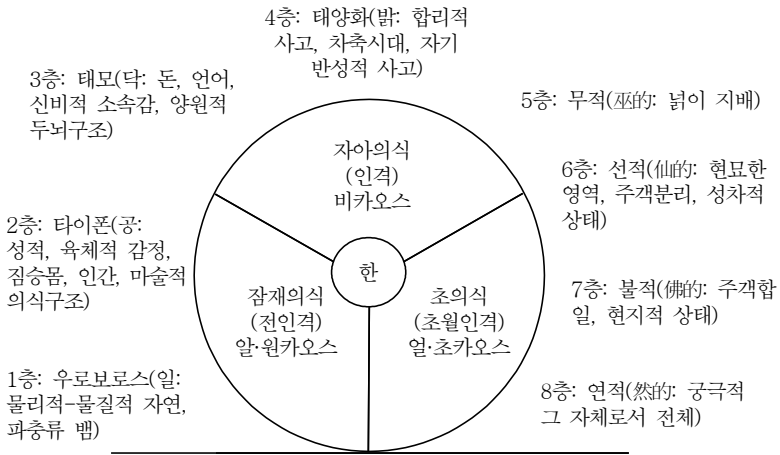 4층: 태양화(밝: 합리적
사고, 차축시대, 자기
반성적 사고)
3층: 태모(닥: 돈, 언어,
신비적 소속감, 양원적
두뇌구조)
5층: 무적(巫的: 넑이 지배)
자아의식
(인격)
비카오스
6층: 선적(仙的: 현묘한
영역, 주객분리, 성차적
상태)
2층: 타이폰(공:
성적, 육체적 감정,
짐승몸, 인간, 마술적
의식구조)
한
잠재의식
(전인격)
알·원카오스
초의식
(초월인격)
얼·초카오스
7층: 불적(佛的: 주객합
일, 현지적 상태)
1층: 우로보로스(일:
물리적-물질적 자연,
파충류 뱀)
8층: 연적(然的: 궁극적
그 자체로서 전체)